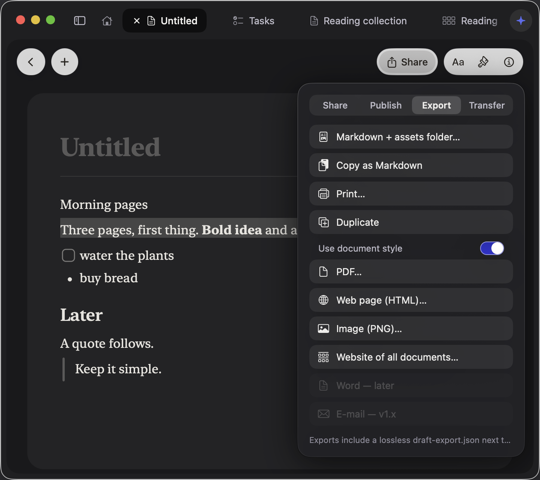 Untitled
Tasks
Reading collection
Reading
Share
Aa
Share
Publish
Export
Transfer
Untitled
Morning pages
Three pages, first thing. Bold idea and a
water the plants
• buy bread
Later
A quote follows.
Keep it simple.
Markdown + assets folder...
Copy as Markdown
Print...
Duplicate
Use document style
PDF...
Web page (HTML)...
Image (PNG)...
Website of all documents...
Word — later
E-mail — v1.x
Exports include a lossless draft-export.json next t...